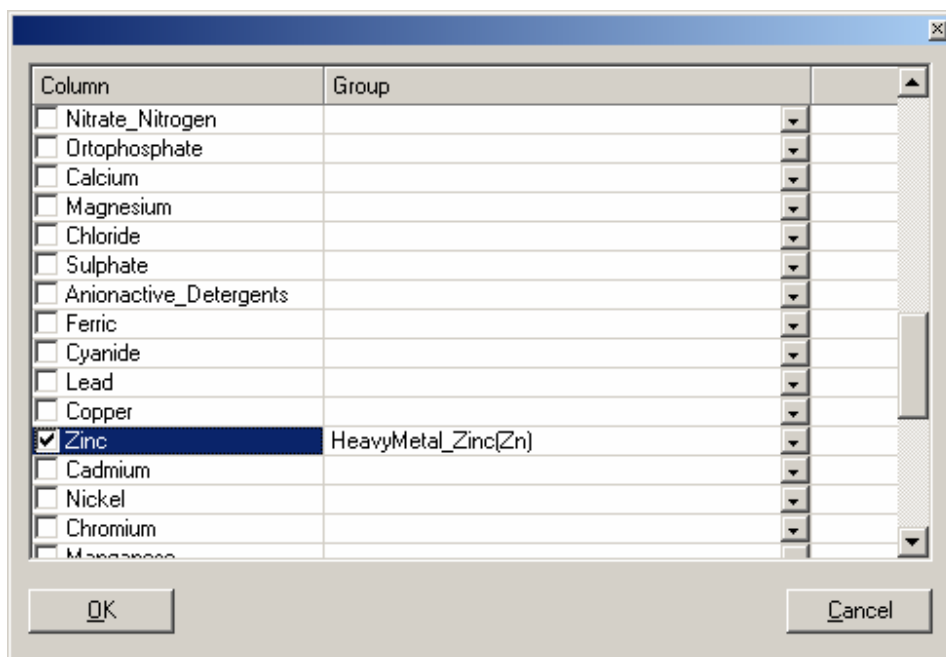 Column Group
Nitrate_Nitrogen
Ortophosphate
Calcium
Magnesium
Chloride
Sulphate
Anionactive_Detergents
Ferric
Cyanide
Lead
Copper
Zinc HeavyMetal_Zinc(Zn)
Cadmium
Nickel
Chromium
Manganese
OK Cancel